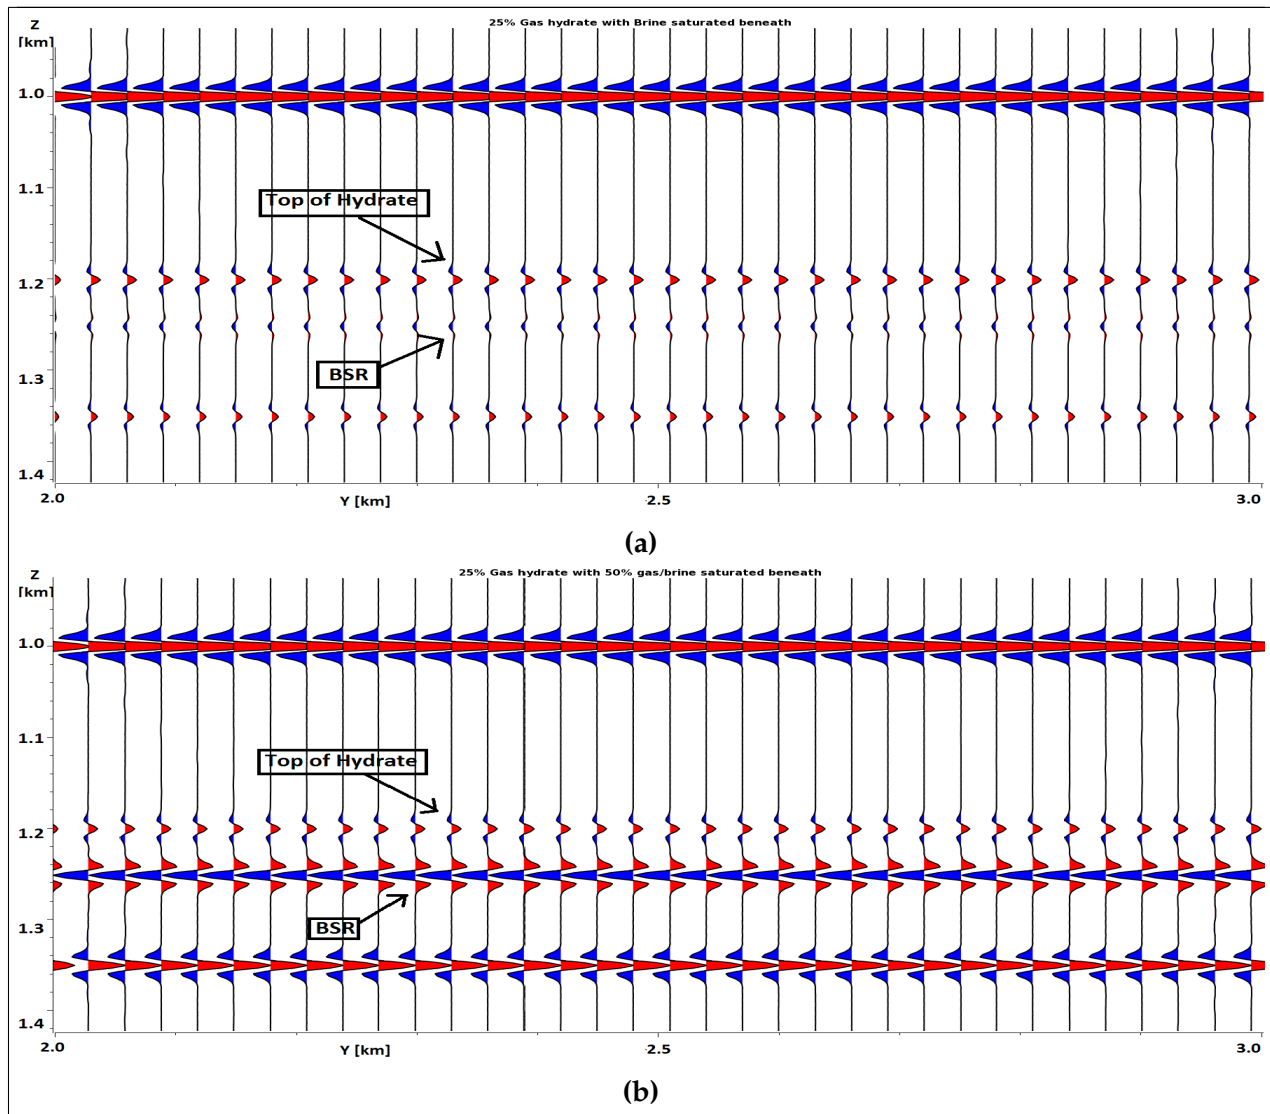 25% Gas hydrate with Brine saturated beneath
Z
[km]
1.0
1.1
Top of Hydrate
1.2
BSR
1.3
1.4
2.0
Y [km]
2.5
3.0
(a)
25% Gas hydrate with 50% gas/brine saturated beneath
Z
[km]
1.0
1.1
Top of Hydrate
1.2
BSR
1.3
1.4
2.0
Y [km]
2.5
3.0
(b)